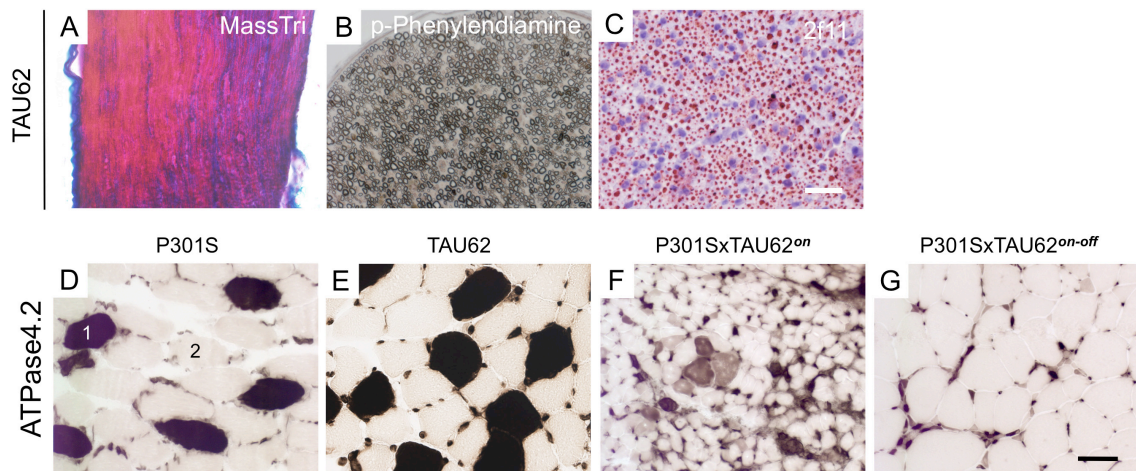 A MassTri
B p-Phenylendiamine
C 2f11
TAU62
P301S
TAU62
P301SxTAU62on
P301SxTAU62on-off
D
1
2
E
F
G
ATPase4.2